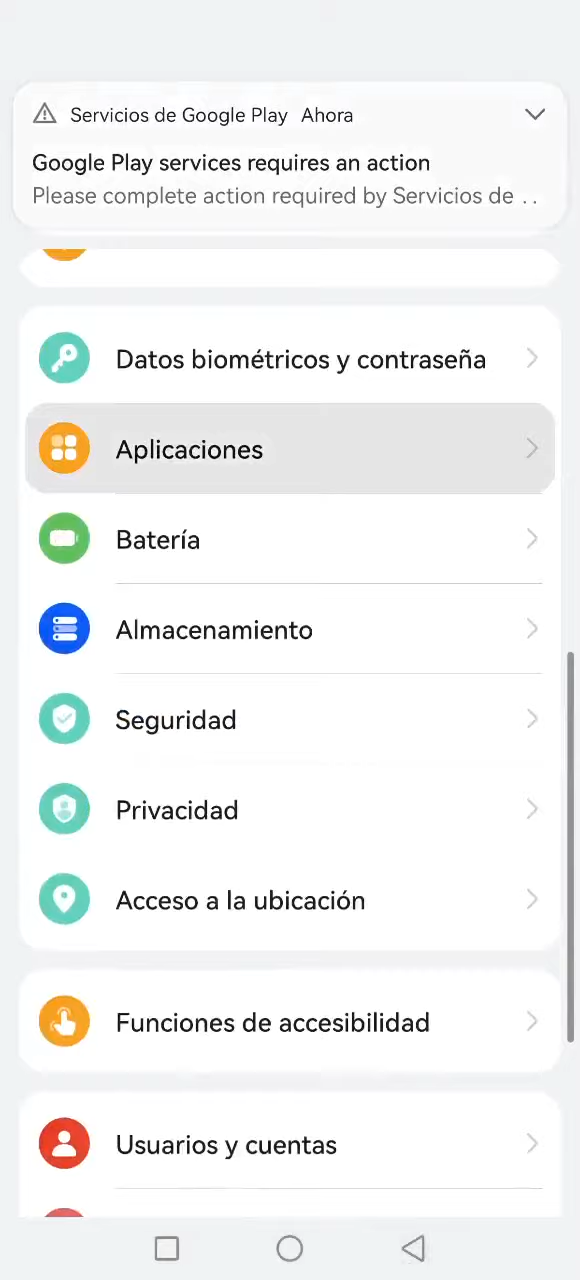 Servicios de Google Play Ahora
Google Play services requires an action
Please complete action required by Servicios de . .
Datos biométricos y contraseña
Aplicaciones
Batería
Almacenamiento
Seguridad
Privacidad
Acceso a la ubicación
Funciones de accesibilidad
Usuarios y cuentas